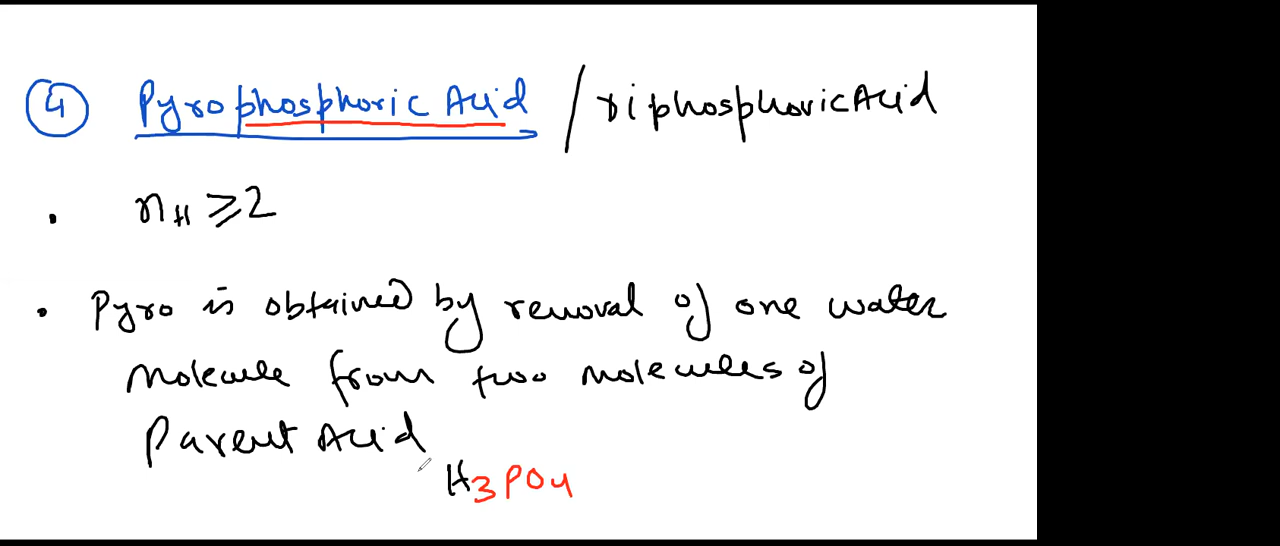 ④ Pyrophosphoric Acid / diphosphoric Acid
• nH ⩾ 2
• Pyro is obtained by removal of one water
molecule from two molecules of
Parent Acid
H3PO4